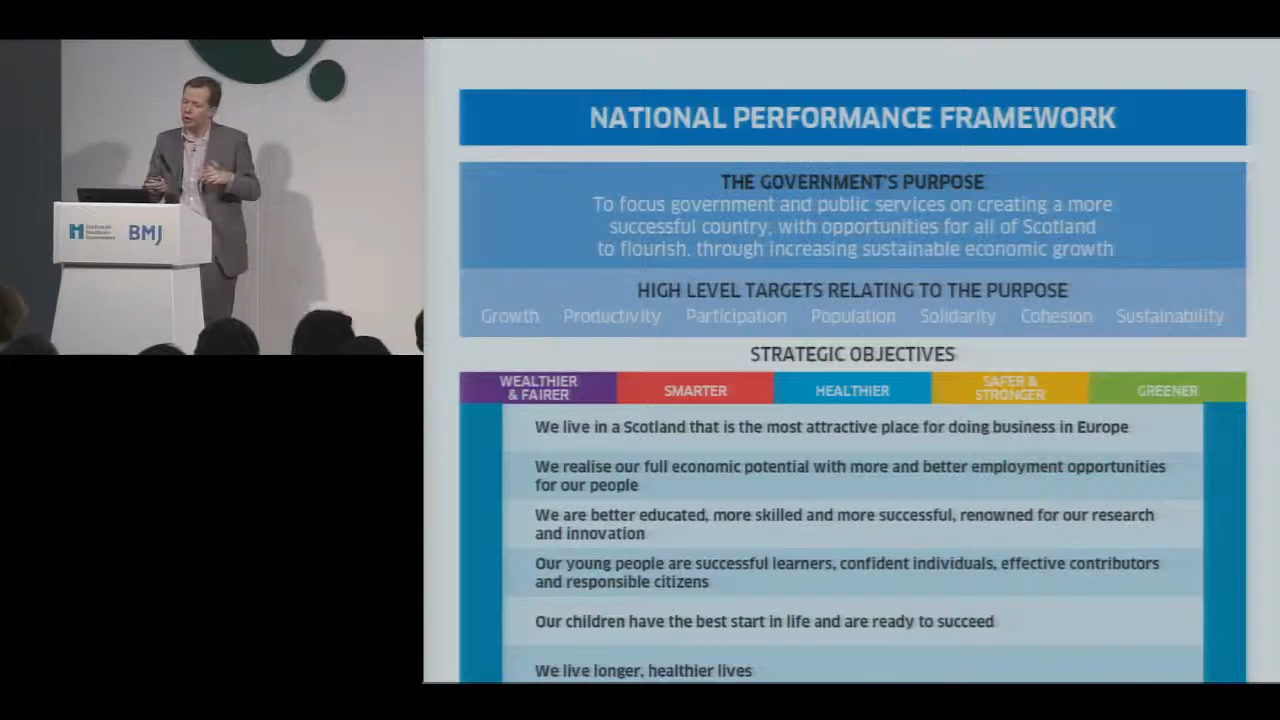 Institute for
Healthcare
Improvement
BMJ
NATIONAL PERFORMANCE FRAMEWORK
THE GOVERNMENT'S PURPOSE
To focus government and public services on creating a more
successful country, with opportunities for all of Scotland
to flourish, through increasing sustainable economic growth
HIGH LEVEL TARGETS RELATING TO THE PURPOSE
Growth Productivity Participation Population Solidarity Cohesion Sustainability
STRATEGIC OBJECTIVES
WEALTHIER
& FAIRER
SMARTER
HEALTHIER
SAFER &
STRONGER
GREENER
We live in a Scotland that is the most attractive place for doing business in Europe
We realise our full economic potential with more and better employment opportunities
for our people
We are better educated, more skilled and more successful, renowned for our research
and innovation
Our young people are successful learners, confident individuals, effective contributors
and responsible citizens
Our children have the best start in life and are ready to succeed
We live longer, healthier lives